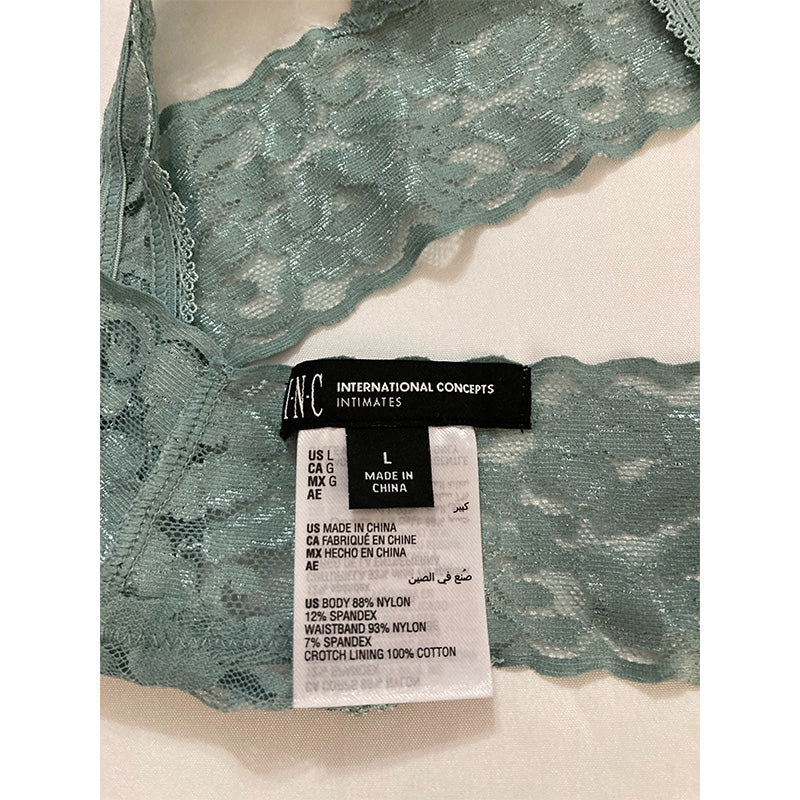 I·N·C INTERNATIONAL CONCEPTS
INTIMATES
L
MADE IN
CHINA
US L
CA G
MX G
AE
كبير
US MADE IN CHINA
CA FABRIQUÉ EN CHINE
MX HECHO EN CHINA
AE
صُنع في الصين
US BODY 88% NYLON
12% SPANDEX
WAISTBAND 93% NYLON
7% SPANDEX
CROTCH LINING 100% COTTON